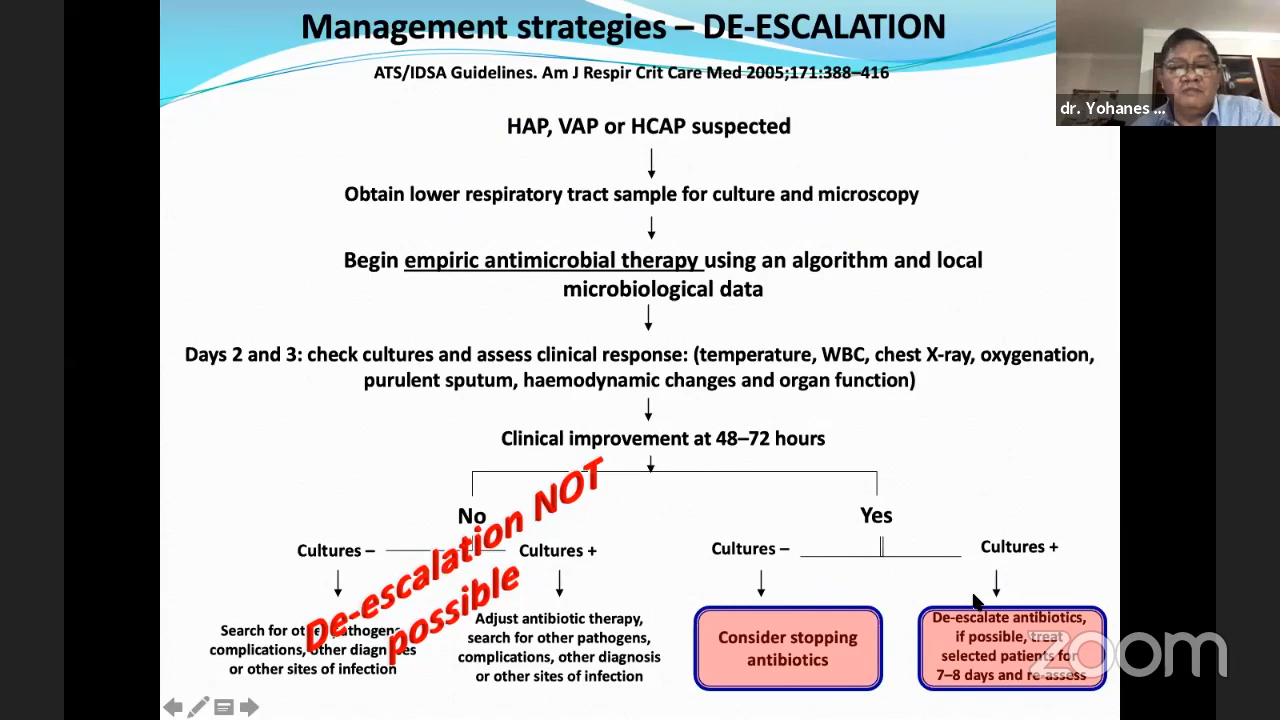 Management strategies – DE-ESCALATION
ATS/IDSA Guidelines. Am J Respir Crit Care Med 2005;171:388–416
dr. Yohanes ...
HAP, VAP or HCAP suspected
Obtain lower respiratory tract sample for culture and microscopy
Begin empiric antimicrobial therapy using an algorithm and local
microbiological data
Days 2 and 3: check cultures and assess clinical response: (temperature, WBC, chest X-ray, oxygenation,
purulent sputum, haemodynamic changes and organ function)
Clinical improvement at 48–72 hours
No
Yes
De-escalation NOT
possible
Cultures –
Cultures +
Cultures –
Cultures +
Search for other pathogens,
complications, other diagnoses
or other sites of infection
Adjust antibiotic therapy,
search for other pathogens,
complications, other diagnosis
or other sites of infection
Consider stopping
antibiotics
De-escalate antibiotics,
if possible, treat
selected patients for
7–8 days and re-assess
zoom